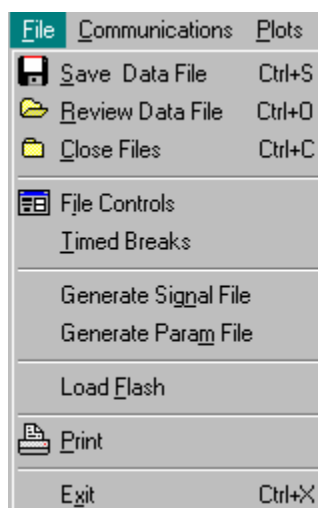 File Communications Plots
Save Data File Ctrl+S
Review Data File Ctrl+O
Close Files Ctrl+C
File Controls
Timed Breaks
Generate Signal File
Generate Param File
Load Flash
Print
Exit Ctrl+X